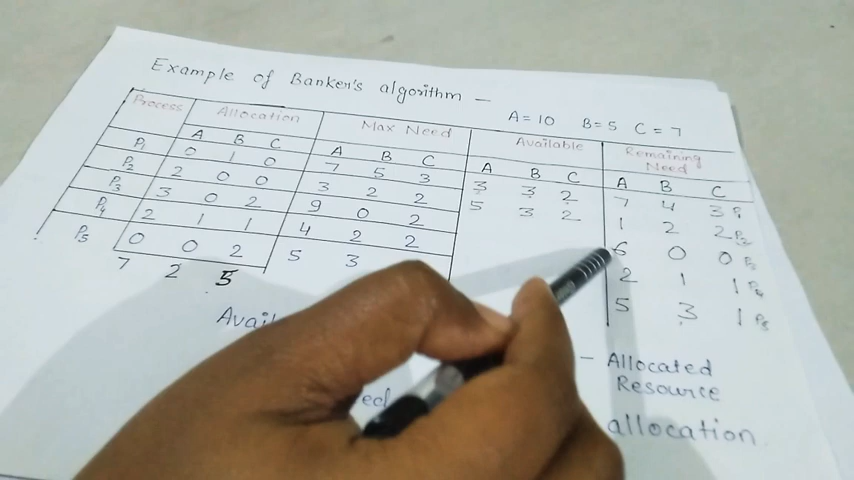 Example of Banker's algorithm –
A = 10 B = 5 C = 7
Process Allocation Max Need Available Remaining Need
A B C A B C A B C A B C
P1 0 1 0 7 5 3 3 3 2 7 4 3 P1
P2 2 0 0 3 2 2 5 3 2 1 2 2 P2
P3 3 0 2 9 0 2 6 0 0 P3
P4 2 1 1 4 2 2 2 1 1 P4
P5 0 0 2 5 3 5 3 1 P5
7 2 5
– Allocated
Resource
allocation